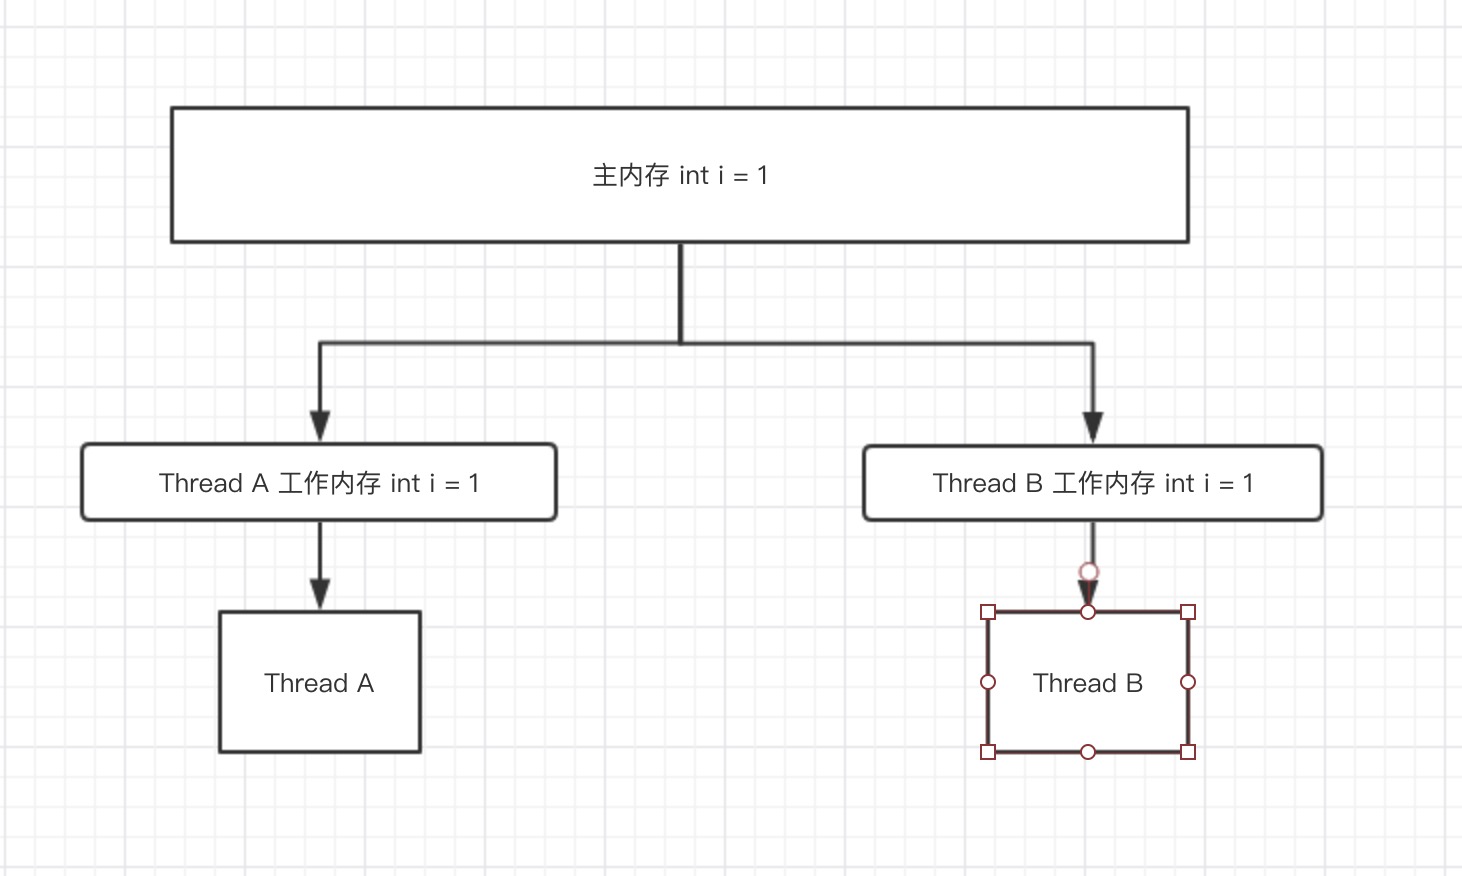 主内存 int i = 1
Thread A 工作内存 int i = 1
Thread B 工作内存 int i = 1
Thread A
Thread B